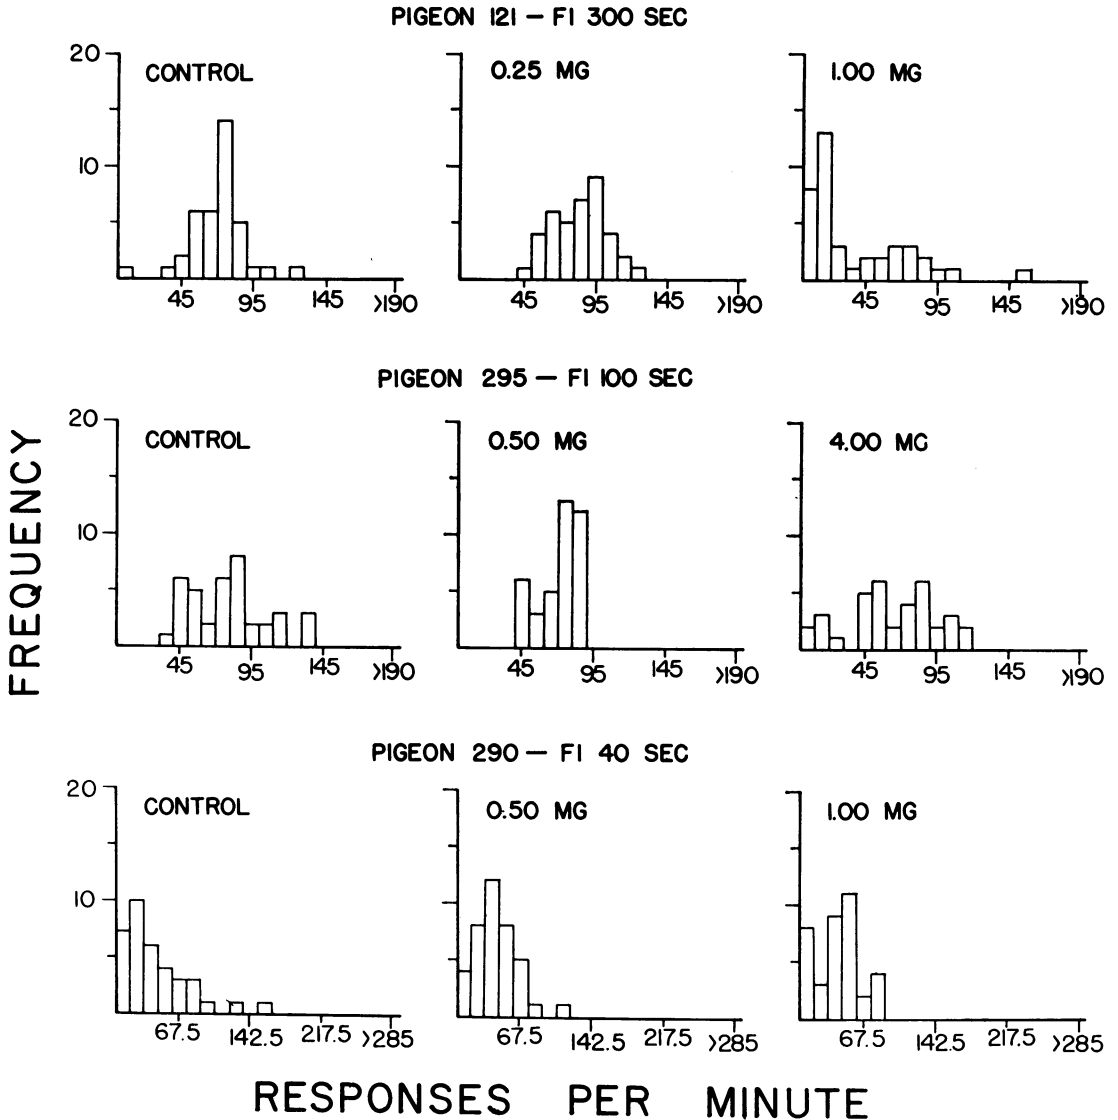 PIGEON 121 — FI 300 SEC
20
CONTROL
0.25 MG
1.00 MG
10
45 95 145 >190
45 95 145 >190
45 95 145 >190
PIGEON 295 — FI 100 SEC
20
CONTROL
0.50 MG
4.00 MG
10
45 95 145 >190
45 95 145 >190
45 95 145 >190
FREQUENCY
PIGEON 290 — FI 40 SEC
20
CONTROL
0.50 MG
1.00 MG
10
67.5 142.5 217.5 >285
67.5 142.5 217.5 >285
67.5 142.5 217.5 >285
RESPONSES PER MINUTE